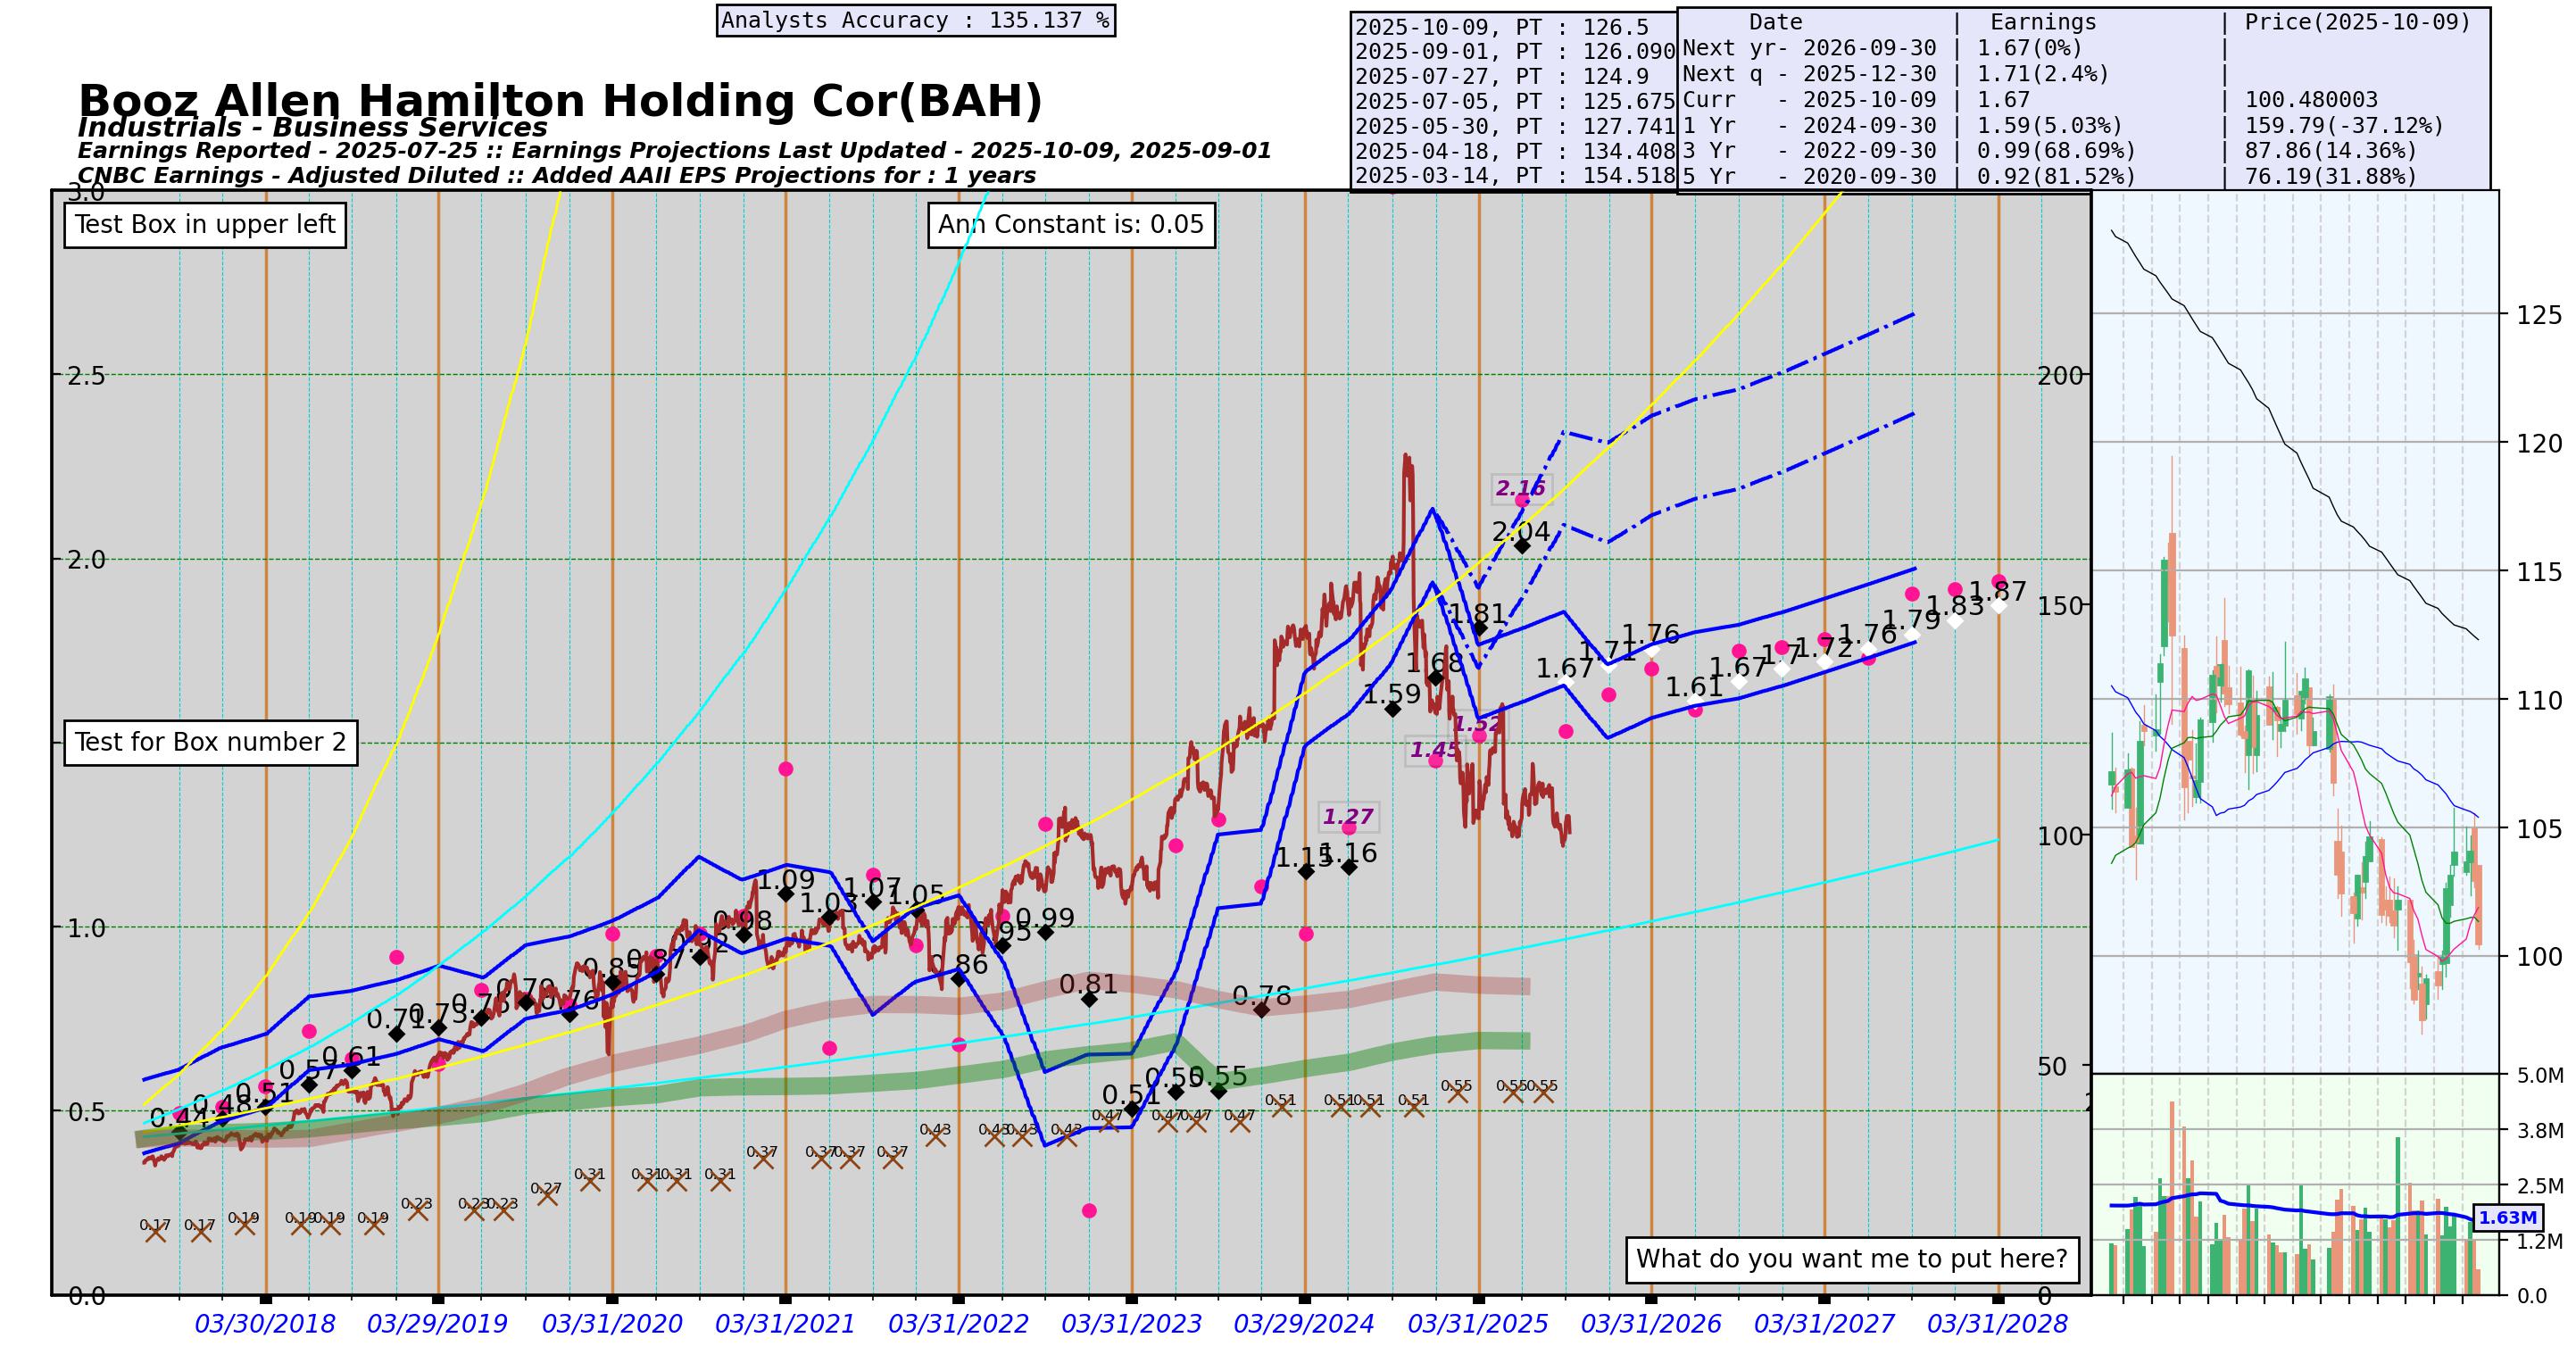 Analysts Accuracy : 135.137 %
2025-10-09, PT : 126.5
2025-09-01, PT : 126.090
2025-07-27, PT : 124.9
2025-07-05, PT : 125.675
2025-05-30, PT : 127.741
2025-04-18, PT : 134.408
2025-03-14, PT : 154.518
Date | Earnings | Price(2025-10-09)
Next yr- 2026-09-30 | 1.67(0%) |
Next q - 2025-12-30 | 1.71(2.4%) |
Curr - 2025-10-09 | 1.67 | 100.480003
1 Yr - 2024-09-30 | 1.59(5.03%) | 159.79(-37.12%)
3 Yr - 2022-09-30 | 0.99(68.69%) | 87.86(14.36%)
5 Yr - 2020-09-30 | 0.92(81.52%) | 76.19(31.88%)
Booz Allen Hamilton Holding Cor(BAH)
Industrials - Business Services
Earnings Reported - 2025-07-25 :: Earnings Projections Last Updated - 2025-10-09, 2025-09-01
CNBC Earnings - Adjusted Diluted :: Added AAII EPS Projections for : 1 years
3.0
Test Box in upper left
Ann Constant is: 0.05
2.5
2.0
Test for Box number 2
1.0
0.5
0.0
200
150
100
50
0
125
120
115
110
105
100
5.0M
3.8M
2.5M
1.63M
1.2M
0.0
2.16
2.04
1.81
1.68
1.59
1.52
1.45
1.27
1.15 1.16
1.67 1.71 1.76 1.61 1.67 1.7 1.72 1.76 1.79 1.83 1.87
0.48 0.51 0.57 0.61 0.71 0.73 0.79 0.76 0.92 0.98 1.09 1.03 1.07 1.05 0.86 0.99
0.81 0.51 0.55 0.78
0.17 0.17 0.19 0.19 0.19 0.19 0.23 0.23 0.23 0.27 0.31 0.31 0.31 0.31 0.37 0.37 0.37 0.37 0.43 0.43 0.43 0.43 0.47 0.47 0.47 0.47 0.51 0.51 0.51 0.51 0.55 0.55 0.55
What do you want me to put here?
03/30/2018 03/29/2019 03/31/2020 03/31/2021 03/31/2022 03/31/2023 03/29/2024 03/31/2025 03/31/2026 03/31/2027 03/31/2028